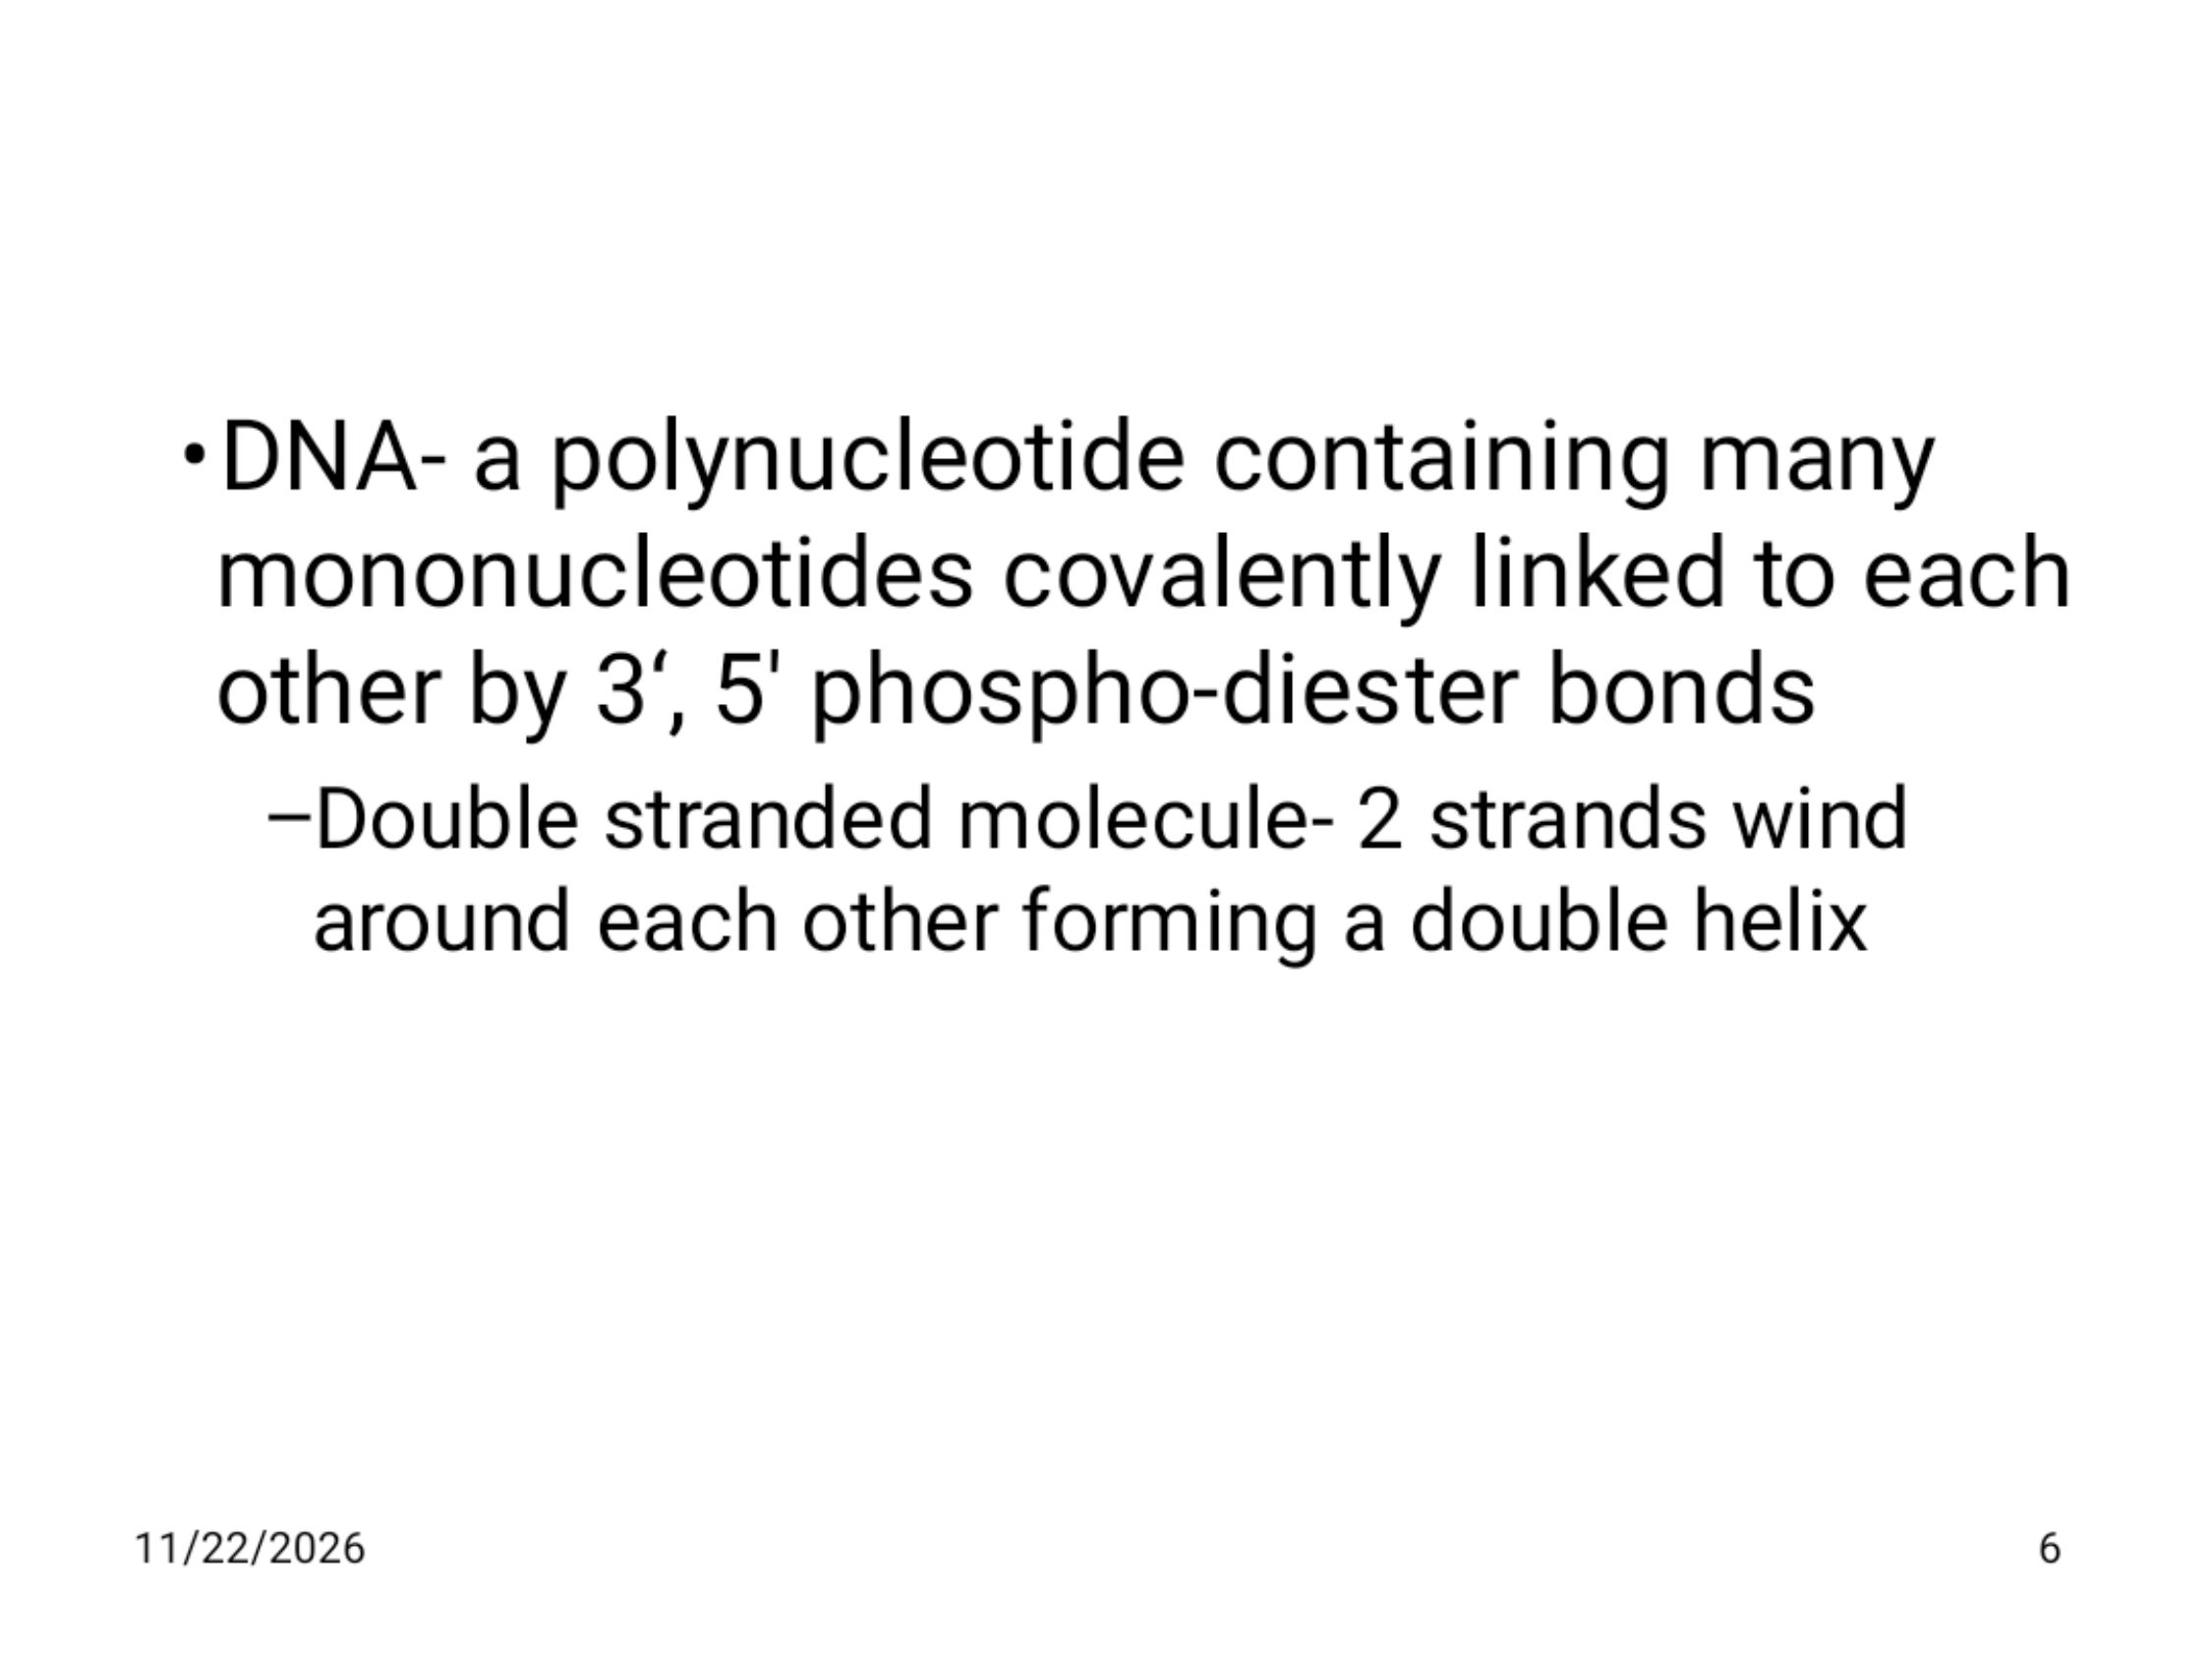 •DNA- a polynucleotide containing many
mononucleotides covalently linked to each
other by 3‘, 5' phospho-diester bonds
–Double stranded molecule- 2 strands wind
around each other forming a double helix
11/22/2026
6